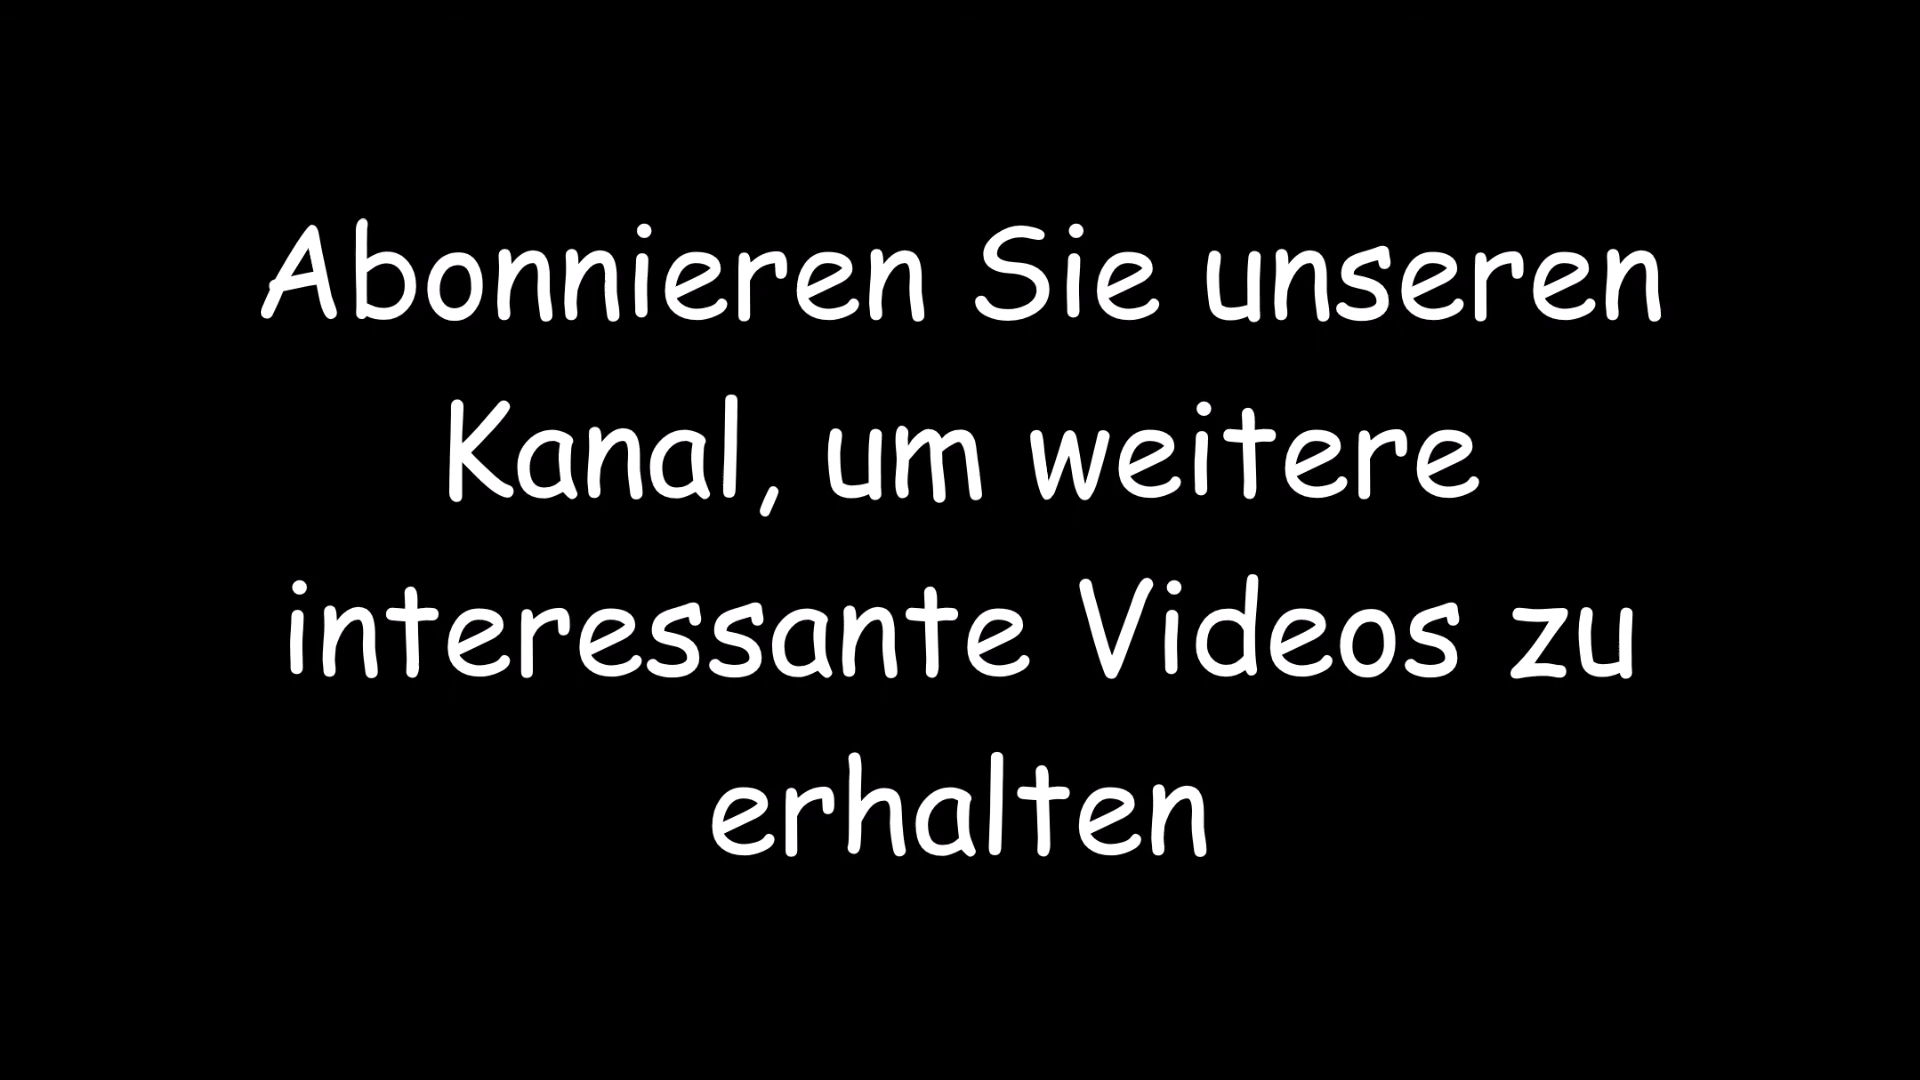 Abonnieren Sie unseren
Kanal, um weitere
interessante Videos zu
erhalten